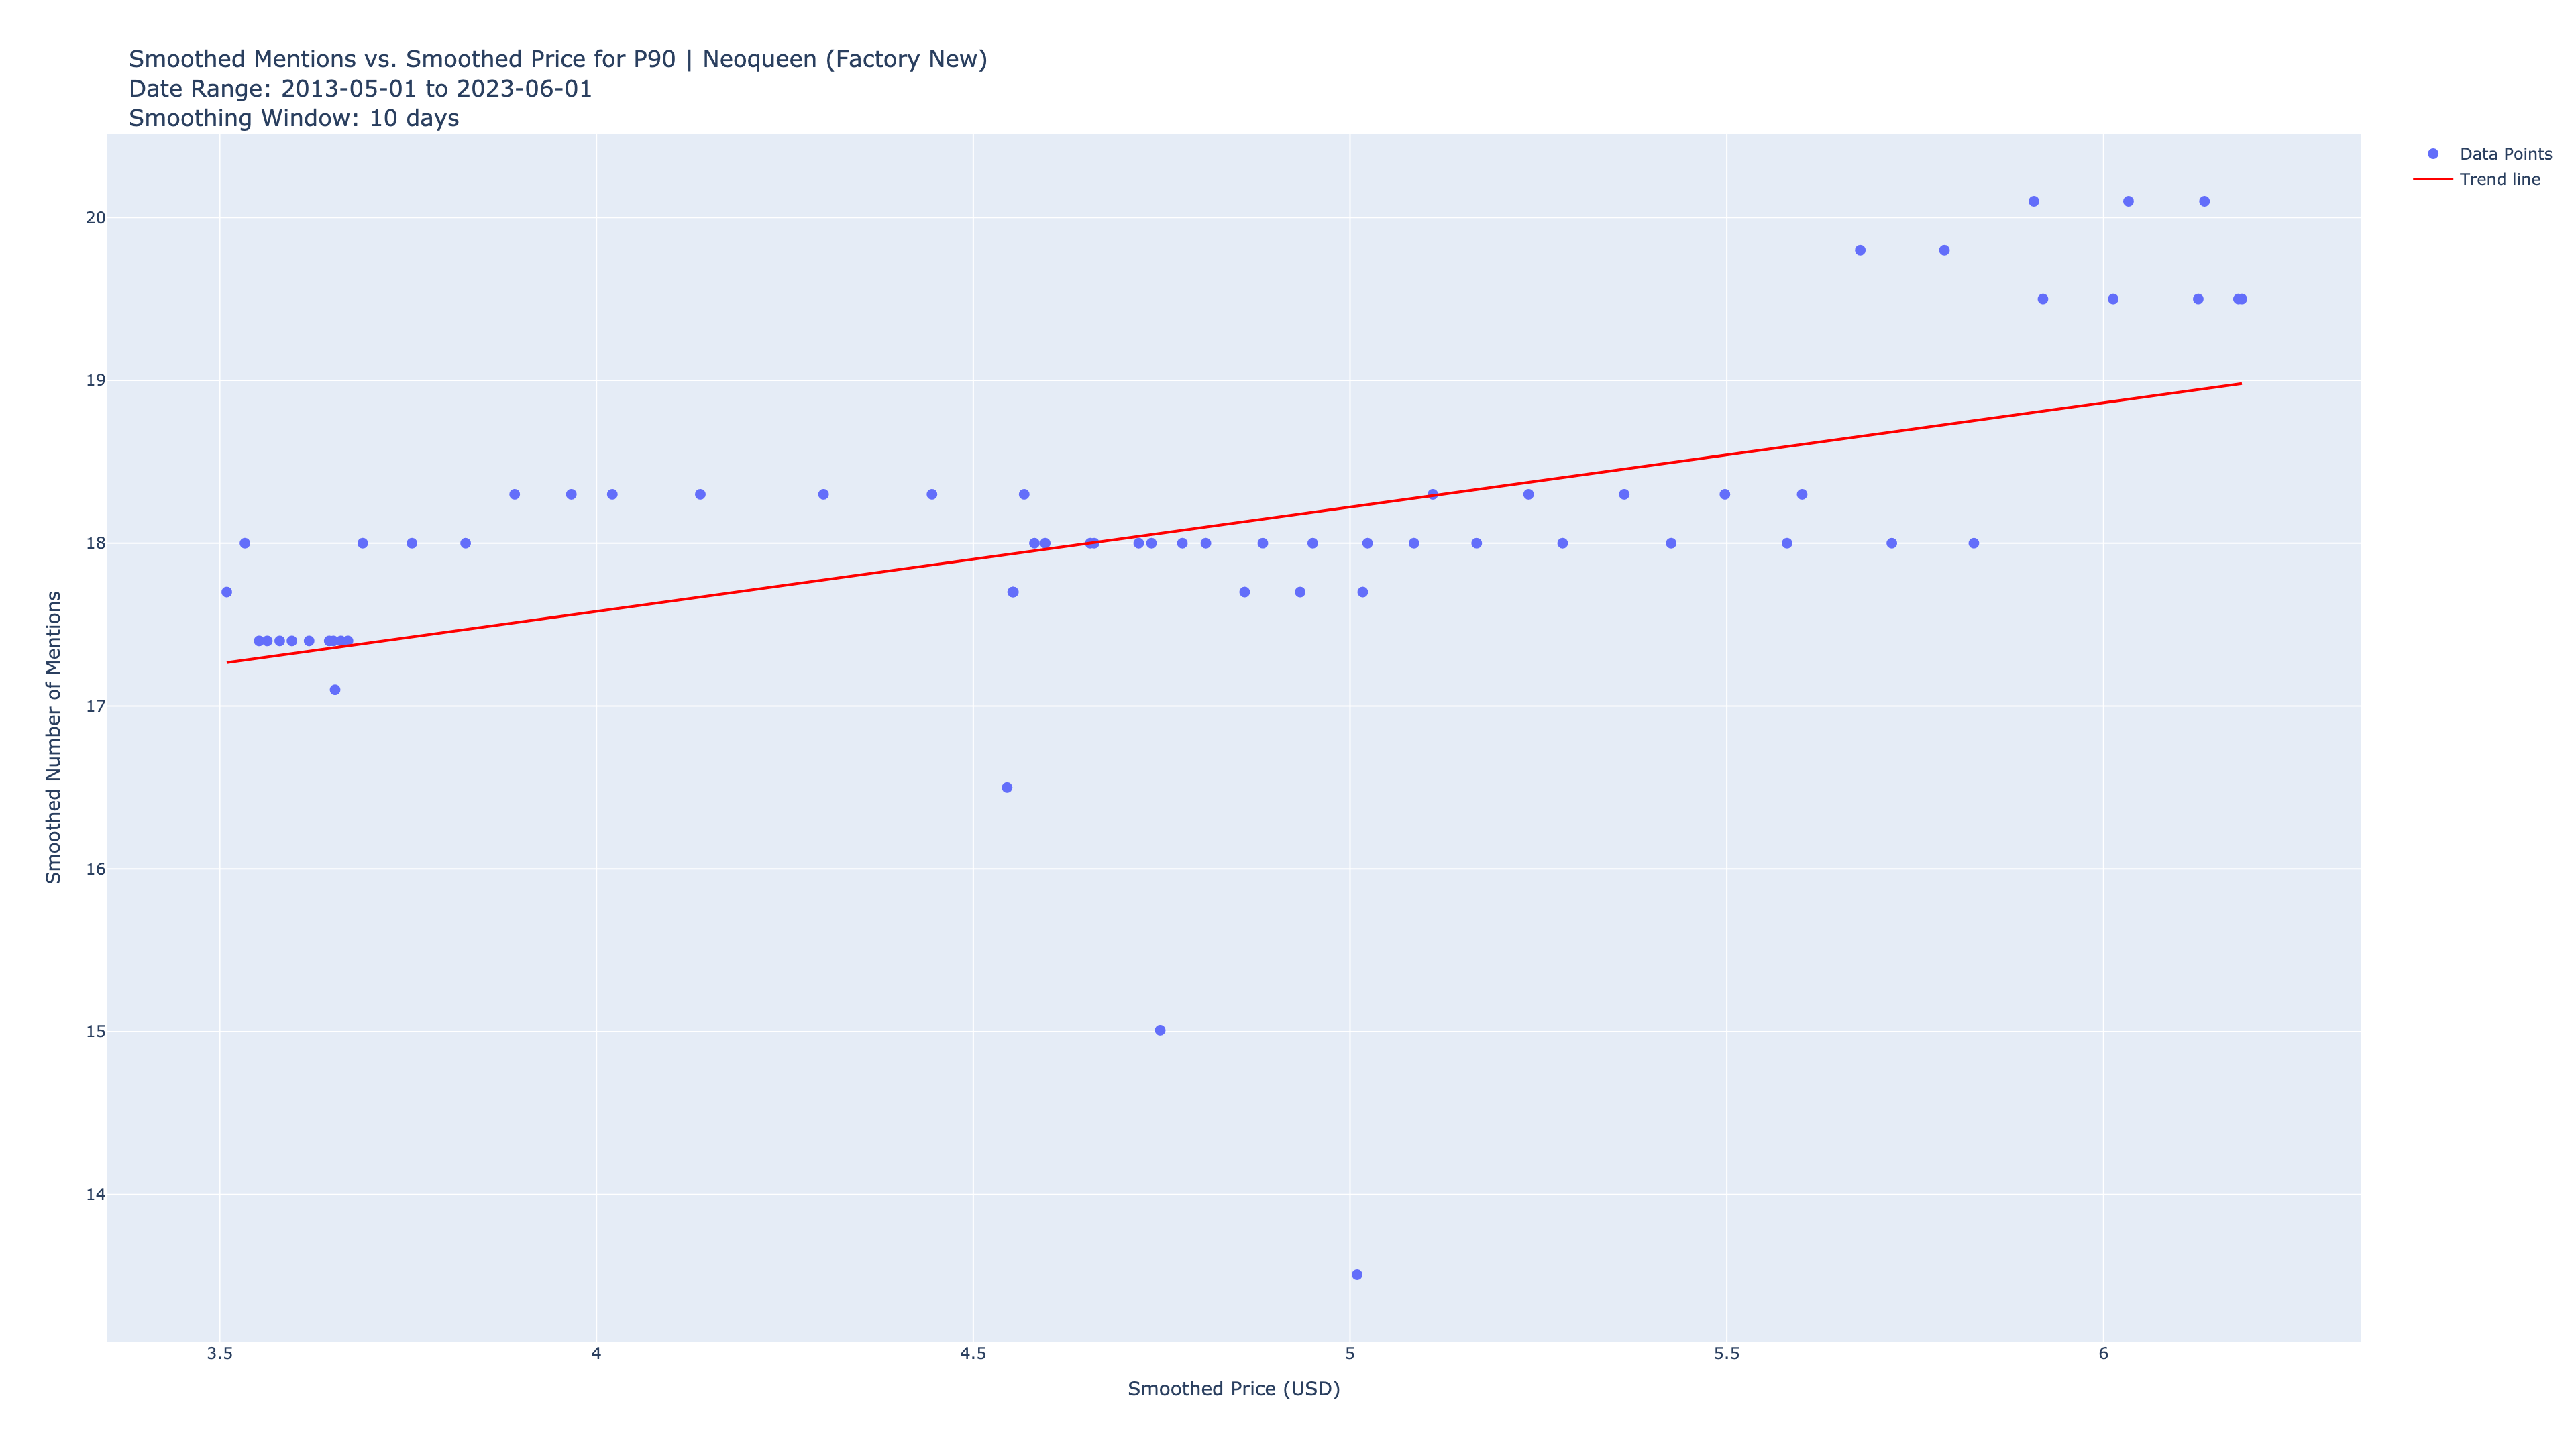 Smoothed Mentions vs. Smoothed Price for P90 | Neoqueen (Factory New)
Date Range: 2013-05-01 to 2023-06-01
Smoothing Window: 10 days
Data Points
Trend line
20
19
18
17
16
15
14
Smoothed Number of Mentions
3.5
4
4.5
5
5.5
6
Smoothed Price (USD)